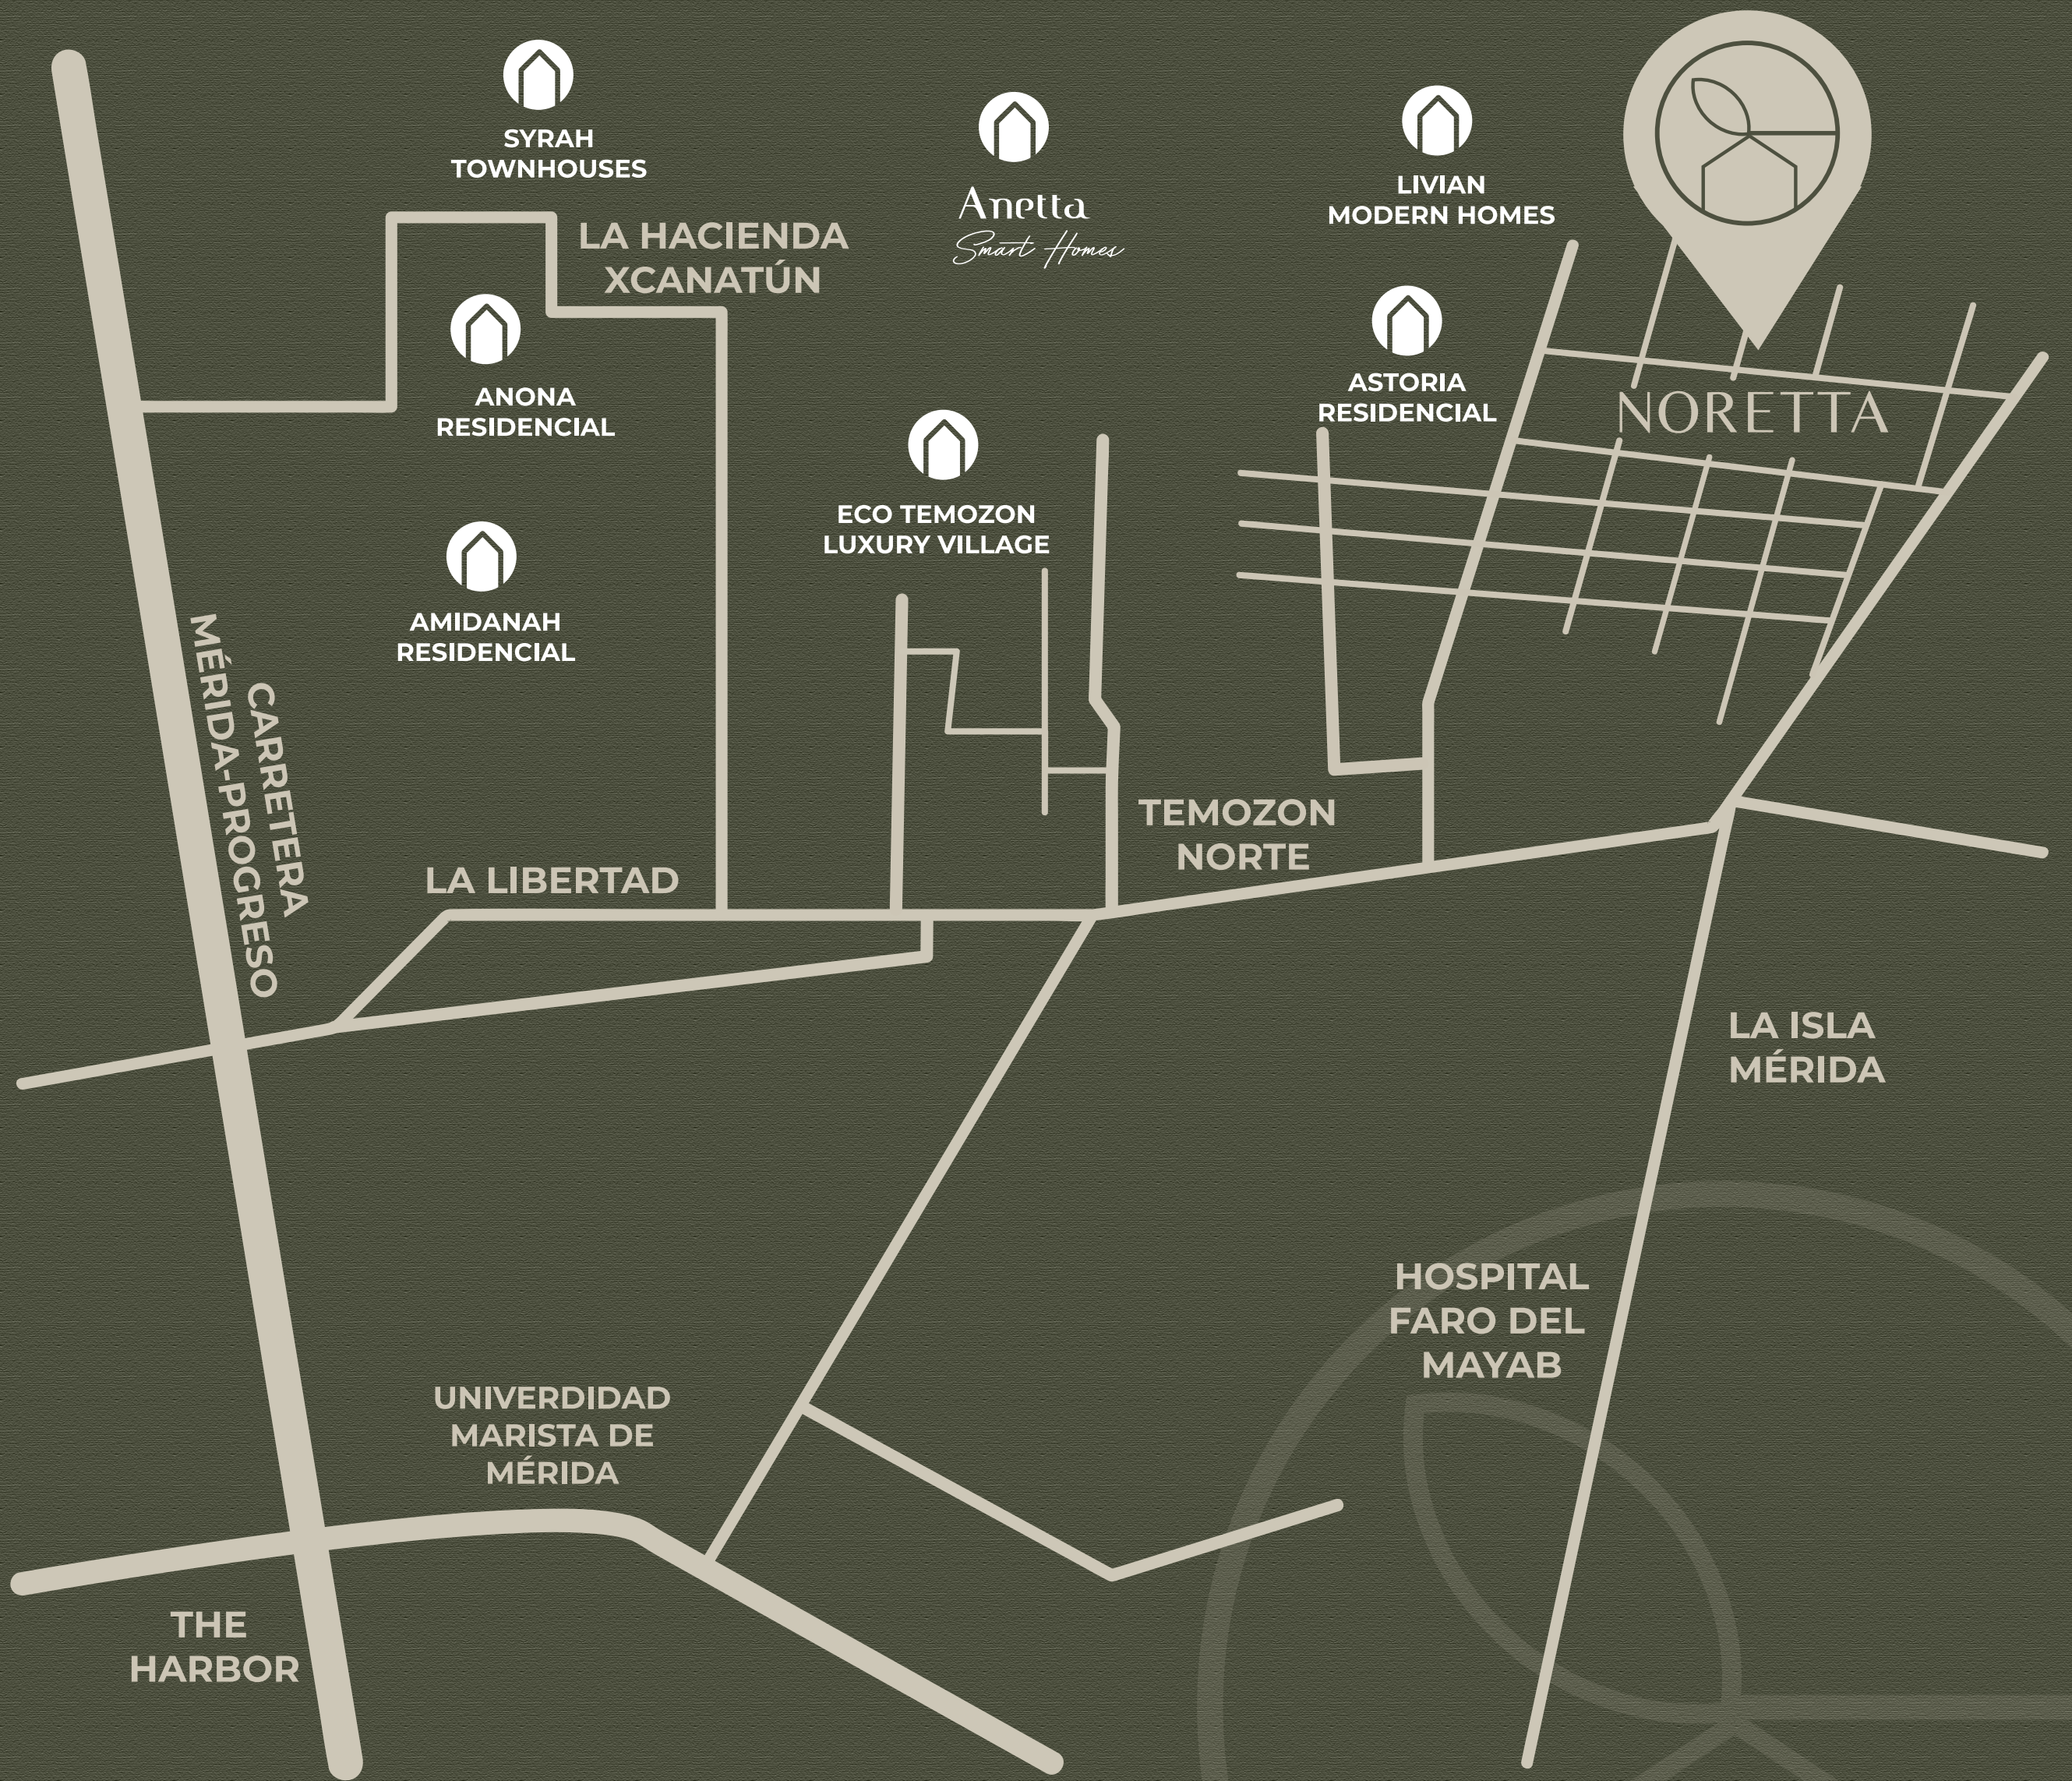 SYRAH
TOWNHOUSES
Anetta
Smart Homes
LIVIAN
MODERN HOMES
LA HACIENDA
XCANATÚN
ANONA
RESIDENCIAL
ASTORIA
RESIDENCIAL
NORETTA
ECO TEMOZON
LUXURY VILLAGE
AMIDANAH
RESIDENCIAL
CARRETERA
MÉRIDA-PROGRESO
TEMOZON
NORTE
LA LIBERTAD
LA ISLA
MÉRIDA
HOSPITAL
FARO DEL
MAYAB
UNIVERDIDAD
MARISTA DE
MÉRIDA
THE
HARBOR